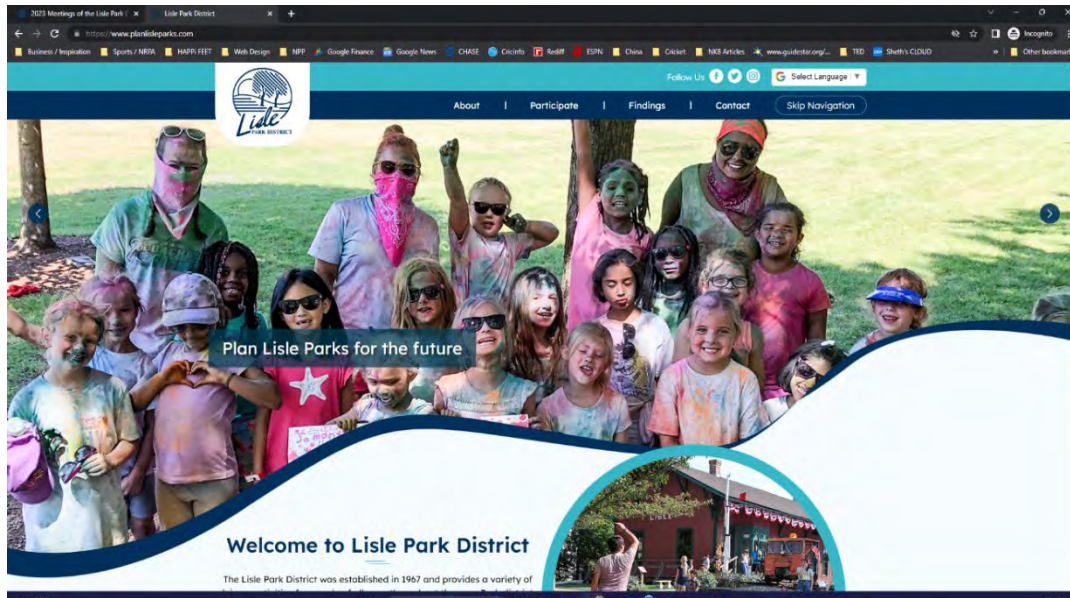 2023 Meetings of the Lisle Park
Lisle Park District
https://www.planlisleparks.com
Incognito
Business / Inspiration
Sports / NRPA
HAPPi FEET
Web Design
NPP
Google Finance
Google News
CHASE
Cricinfo
Rediff
ESPN
China
Cricket
NKB Articles
www.guidestar.org/...
TED
Sheth's CLOUD
Other bookmar
Follow Us
Select Language
Lisle
PARK DISTRICT
About
Participate
Findings
Contact
Skip Navigation
Plan Lisle Parks for the future
Welcome to Lisle Park District
The Lisle Park District was established in 1967 and provides a variety of